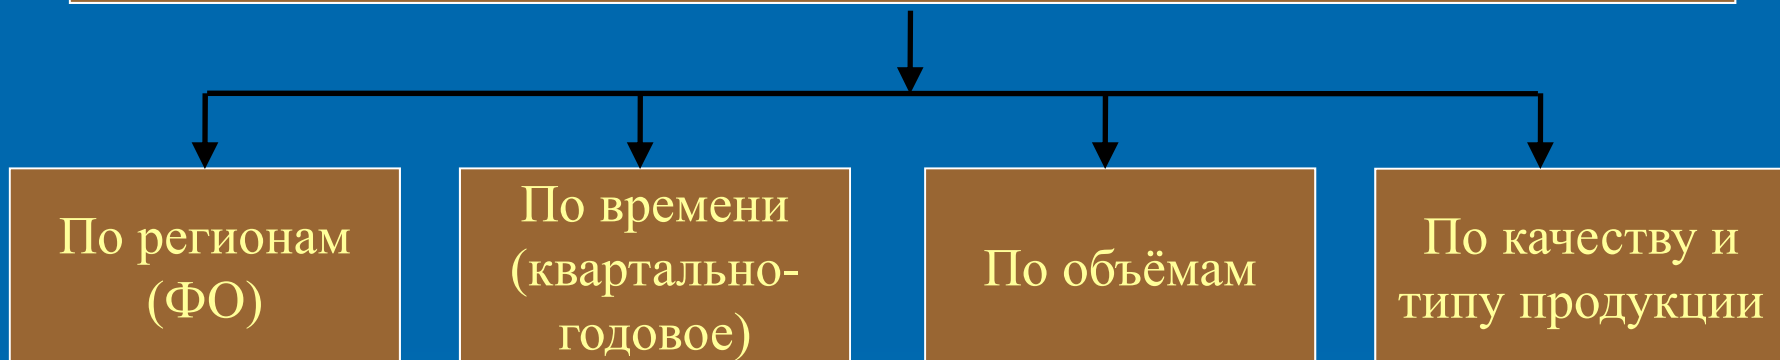 По регионам
(ФО)
По времени
(квартально-
годовое)
По объёмам
По качеству и
типу продукции